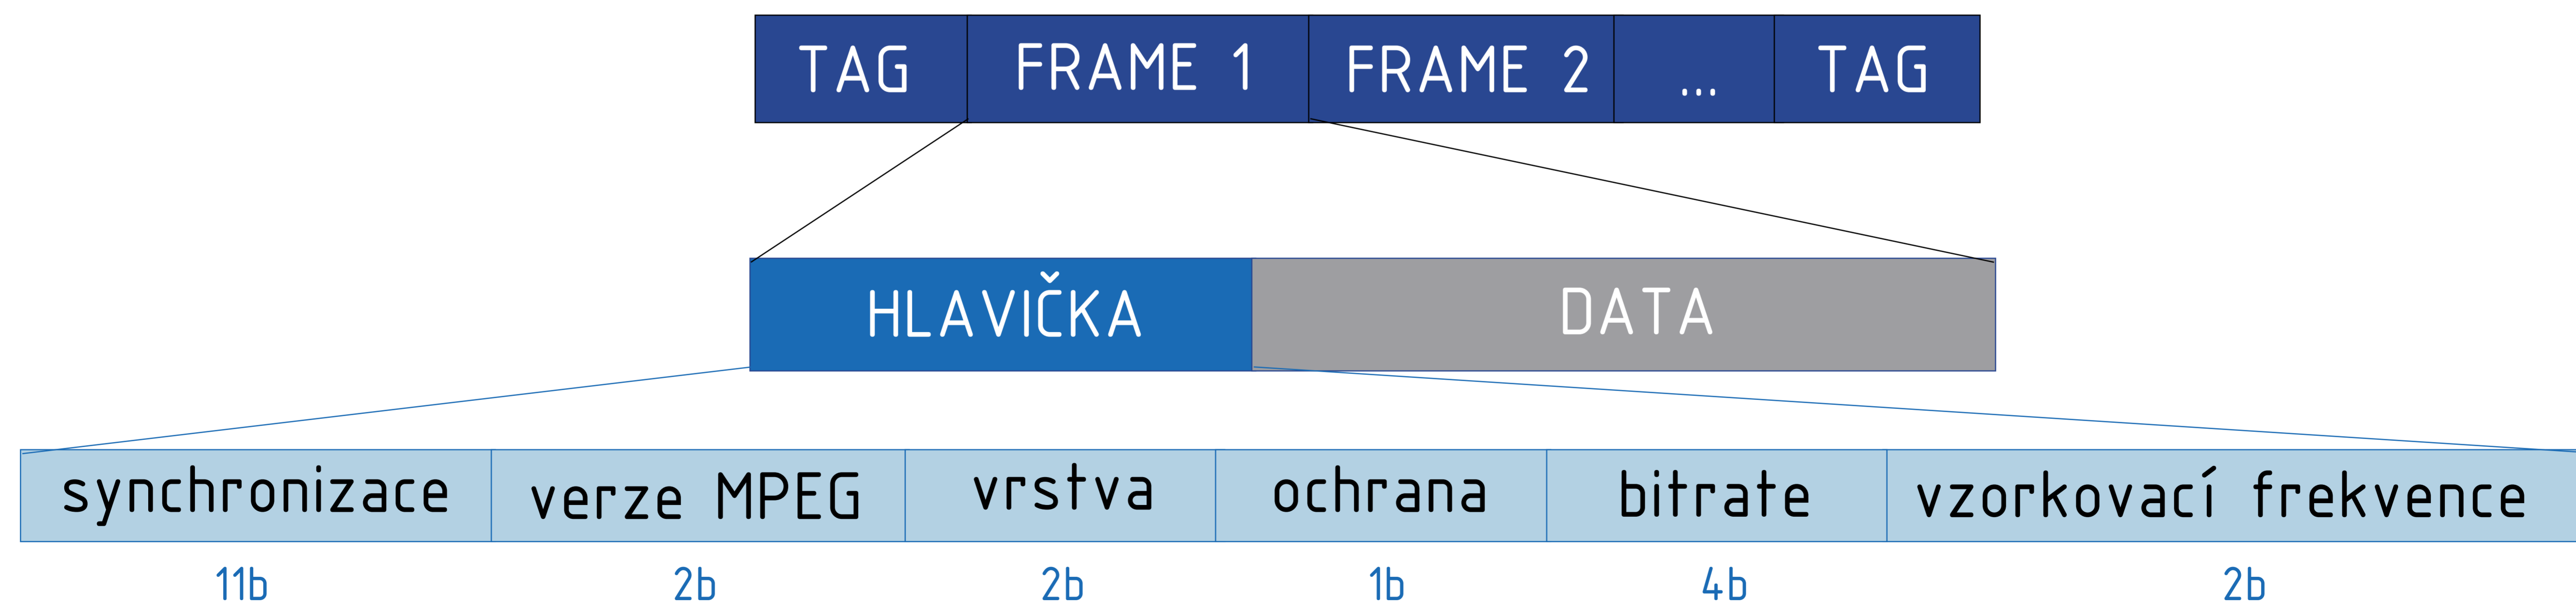 TAG FRAME 1 FRAME 2 ... TAG
HLAVIČKA DATA
synchronizace verze MPEG vrstva ochrana bitrate vzorkovací frekvence
11b 2b 2b 1b 4b 2b